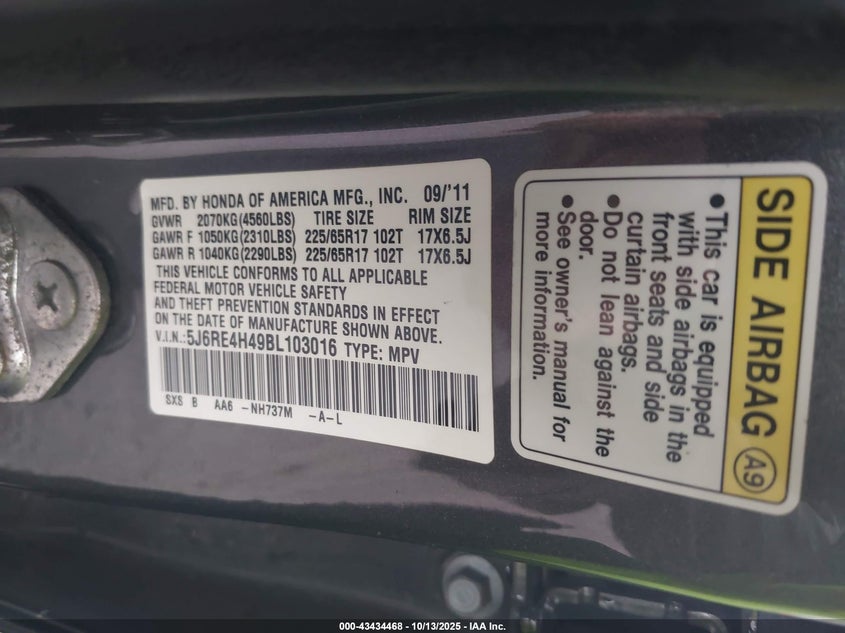 MFD. BY HONDA OF AMERICA MFG., INC. 09/'11
GVWR 2070KG(4560LBS) TIRE SIZE RIM SIZE
GAWR F 1050KG(2310LBS) 225/65R17 102T 17X6.5J
GAWR R 1040KG(2290LBS) 225/65R17 102T 17X6.5J
THIS VEHICLE CONFORMS TO ALL APPLICABLE
FEDERAL MOTOR VEHICLE SAFETY
AND THEFT PREVENTION STANDARDS IN EFFECT
ON THE DATE OF MANUFACTURE SHOWN ABOVE.
V.I.N.:5J6RE4H49BL103016 TYPE: MPV
SXS B AA6 -NH737M -A-L
SIDE AIRBAG A9
•This car is equipped
with side airbags in the
front seats and side
curtain airbags.
•Do not lean against the
door.
•See owner's manual for
more information.
000-43434468 - 10/13/2025 - IAA Inc.